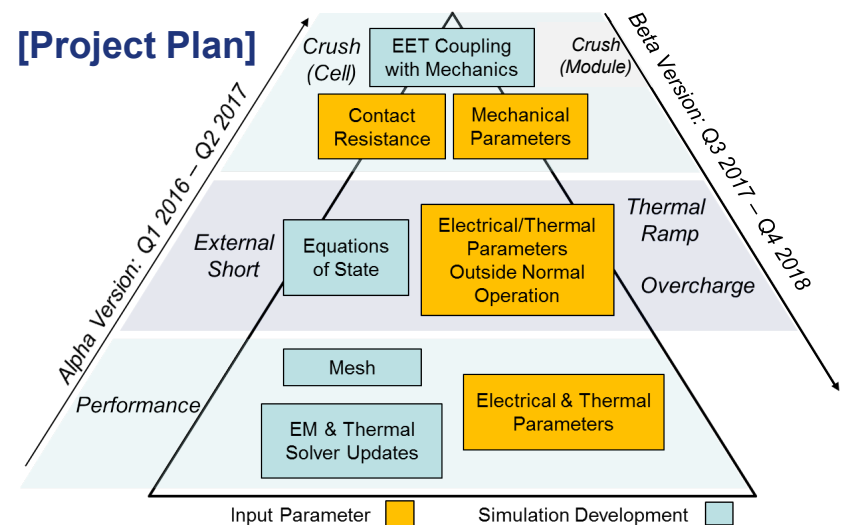 [Project Plan]
Alpha Version: Q1 2016 – Q2 2017
Beta Version: Q3 2017 – Q4 2018
Crush
(Cell)
EET Coupling
with Mechanics
Crush
(Module)
Contact
Resistance
Mechanical
Parameters
External
Short
Equations
of State
Electrical/Thermal
Parameters
Outside Normal
Operation
Thermal
Ramp
Overcharge
Performance
Mesh
EM & Thermal
Solver Updates
Electrical & Thermal
Parameters
Input Parameter
Simulation Development